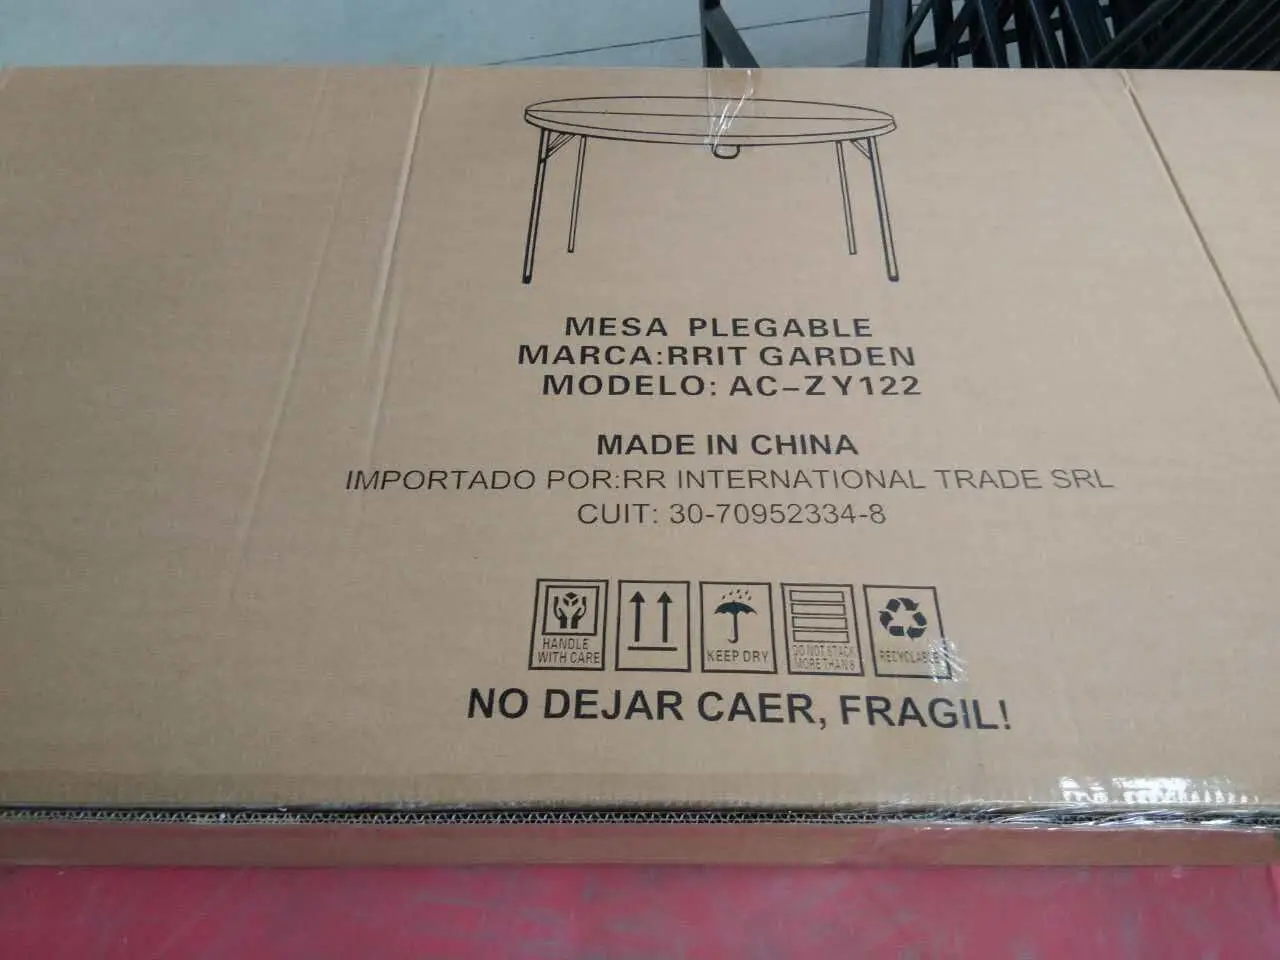 MESA PLEGABLE
MARCA:RRIT GARDEN
MODELO: AC-ZY122
MADE IN CHINA
IMPORTADO POR:RR INTERNATIONAL TRADE SRL
CUIT: 30-70952334-8
HANDLE
WITH CARE
KEEP DRY
DO NOT STACK
MORE THAN 8
RECYCLABLE
NO DEJAR CAER, FRAGIL!